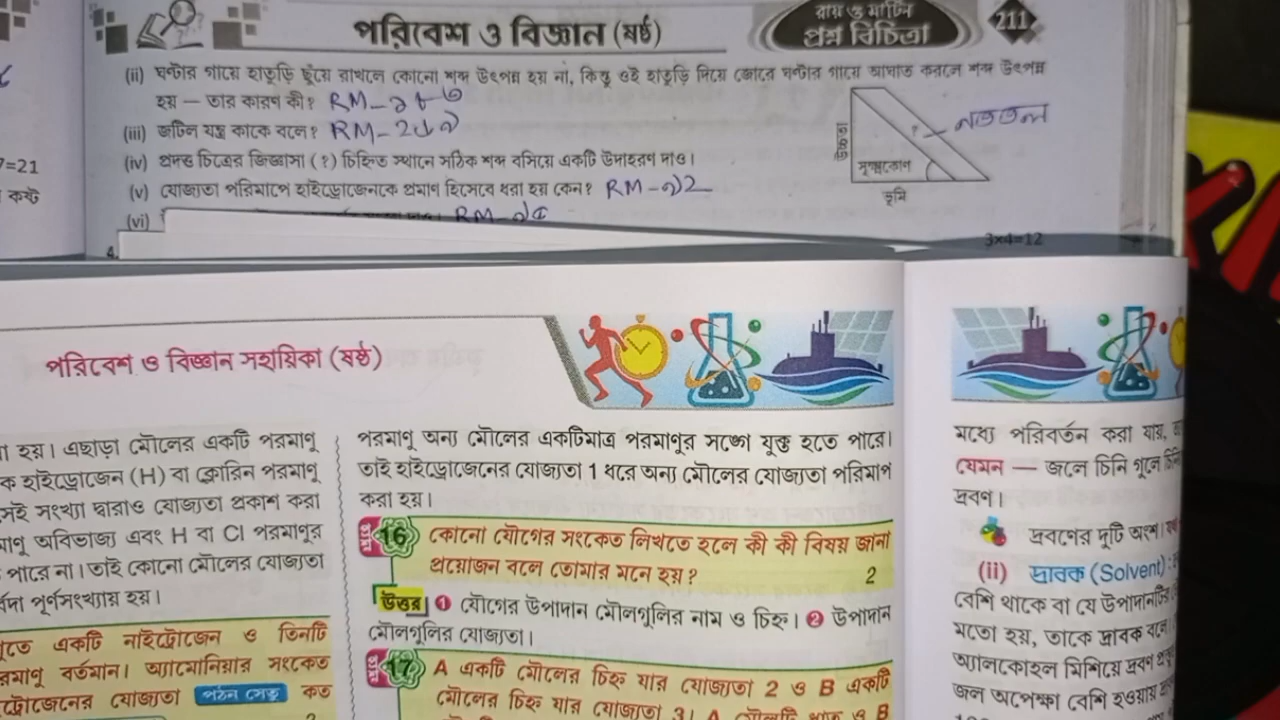 পরিবেশ ও বিজ্ঞান (ষষ্ঠ)
রায় ও মার্টিন
প্রশ্ন বিচিত্রা
211
(ii) ঘণ্টার গায়ে হাতুড়ি ছুঁয়ে রাখলে কোনো শব্দ উৎপন্ন হয় না, কিন্তু ওই হাতুড়ি দিয়ে জোরে ঘণ্টার গায়ে আঘাত করলে শব্দ উৎপন্ন
হয় — তার কারণ কী? RM-
(iii) জটিল যন্ত্র কাকে বলে? RM-
(iv) প্রদত্ত চিত্রের জিজ্ঞাসা (?) চিহ্নিত স্থানে সঠিক শব্দ বসিয়ে একটি উদাহরণ দাও।
(v) যোজ্যতা পরিমাপে হাইড্রোজেনকে প্রমাণ হিসেবে ধরা হয় কেন? RM-৯2
(vi) RM-
উচ্চতা
?
নততল
সূক্ষ্মকোণ
ভূমি
7=21
কষ্ট
4.
3×4=12
পরিবেশ ও বিজ্ঞান সহায়িকা (ষষ্ঠ)
হয়। এছাড়া মৌলের একটি পরমাণু
ক হাইড্রোজেন (H) বা ক্লোরিন পরমাণু
সেই সংখ্যা দ্বারাও যোজ্যতা প্রকাশ করা
মাণু অবিভাজ্য এবং H বা Cl পরমাণুর
পারে না। তাই কোনো মৌলের যোজ্যতা
র্বদা পূর্ণসংখ্যায় হয়।
তে একটি নাইট্রোজেন ও তিনটি
রমাণু বর্তমান। অ্যামোনিয়ার সংকেত
ট্রোজেনের যোজ্যতা পঠন সেতু কত
পরমাণু অন্য মৌলের একটিমাত্র পরমাণুর সঙ্গে যুক্ত হতে পারে।
তাই হাইড্রোজেনের যোজ্যতা 1 ধরে অন্য মৌলের যোজ্যতা পরিমাপ
করা হয়।
16 কোনো যৌগের সংকেত লিখতে হলে কী কী বিষয় জানা
প্রয়োজন বলে তোমার মনে হয়? 2
উত্তর ❶ যৌগের উপাদান মৌলগুলির নাম ও চিহ্ন। ❷ উপাদান
মৌলগুলির যোজ্যতা।
17 A একটি মৌলের চিহ্ন যার যোজ্যতা 2 ও B একটি
মৌলের চিহ্ন যার যোজ্যতা 3। A মৌলটি ও B
মধ্যে পরিবর্তন করা যায়,
যেমন — জলে চিনি গুলে চিনি
দ্রবণ।
দ্রবণের দুটি অংশ।
(ii) দ্রাবক (Solvent) :
বেশি থাকে বা যে উপাদানটির
মতো হয়, তাকে দ্রাবক বলে।
অ্যালকোহল মিশিয়ে দ্রবণ
জল অপেক্ষা বেশি হওয়ায়